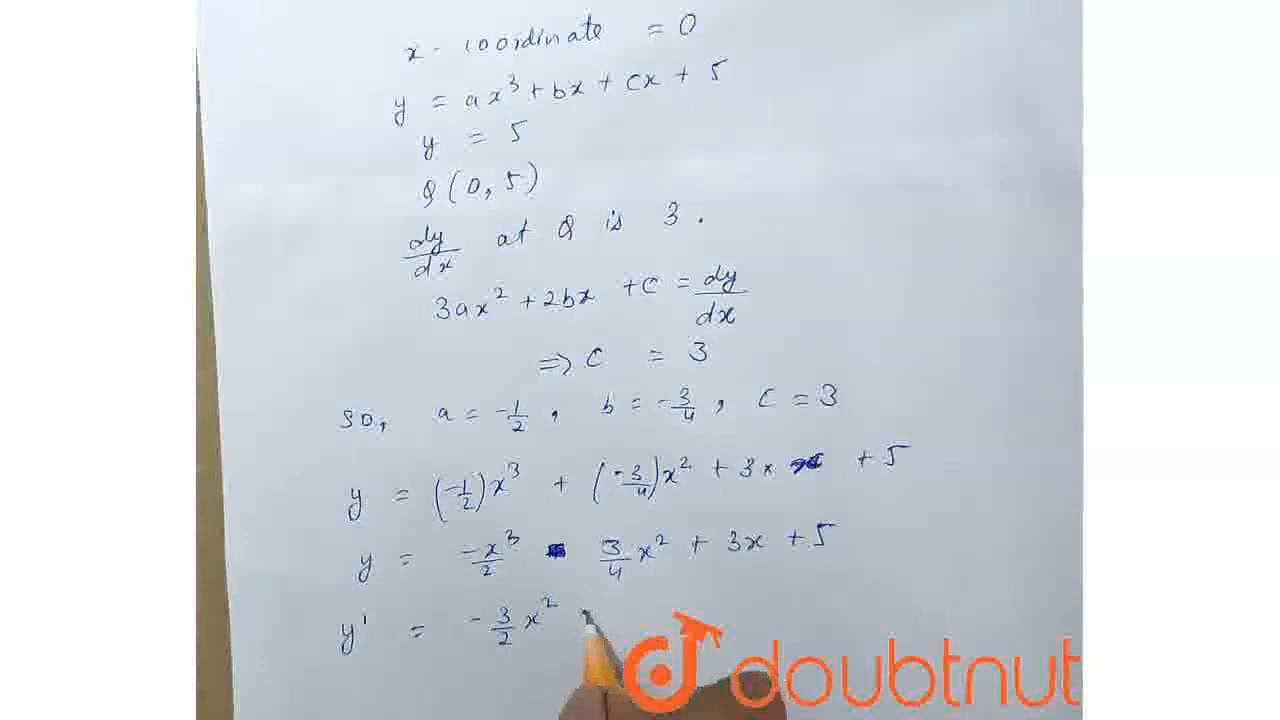 x-coordinate = 0
y = ax³ + bx + cx + 5
y = 5
Q (0, 5)
dy/dx at Q is 3.
3ax² + 2bx + c = dy/dx
⇒ c = 3
so, a = -1/2, b = -3/4, c = 3
y = (-1/2)x³ + (-3/4)x² + 3x + 5
y = -x³/2 - 3/4 x² + 3x + 5
y' = -3/2 x²
doubtnut